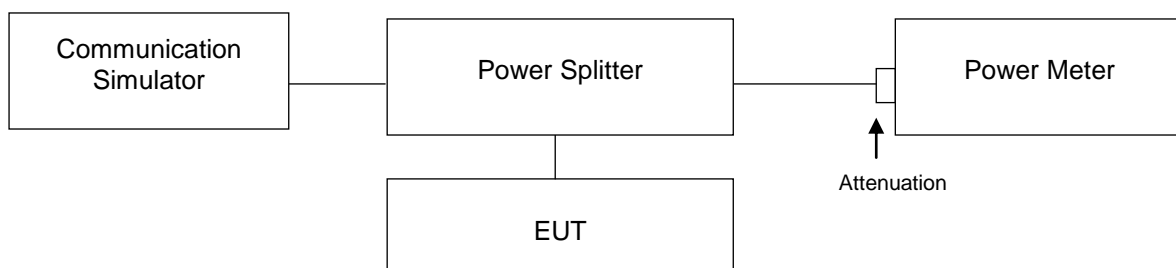 Communication
Simulator
Power Splitter
Power Meter
Attenuation
EUT